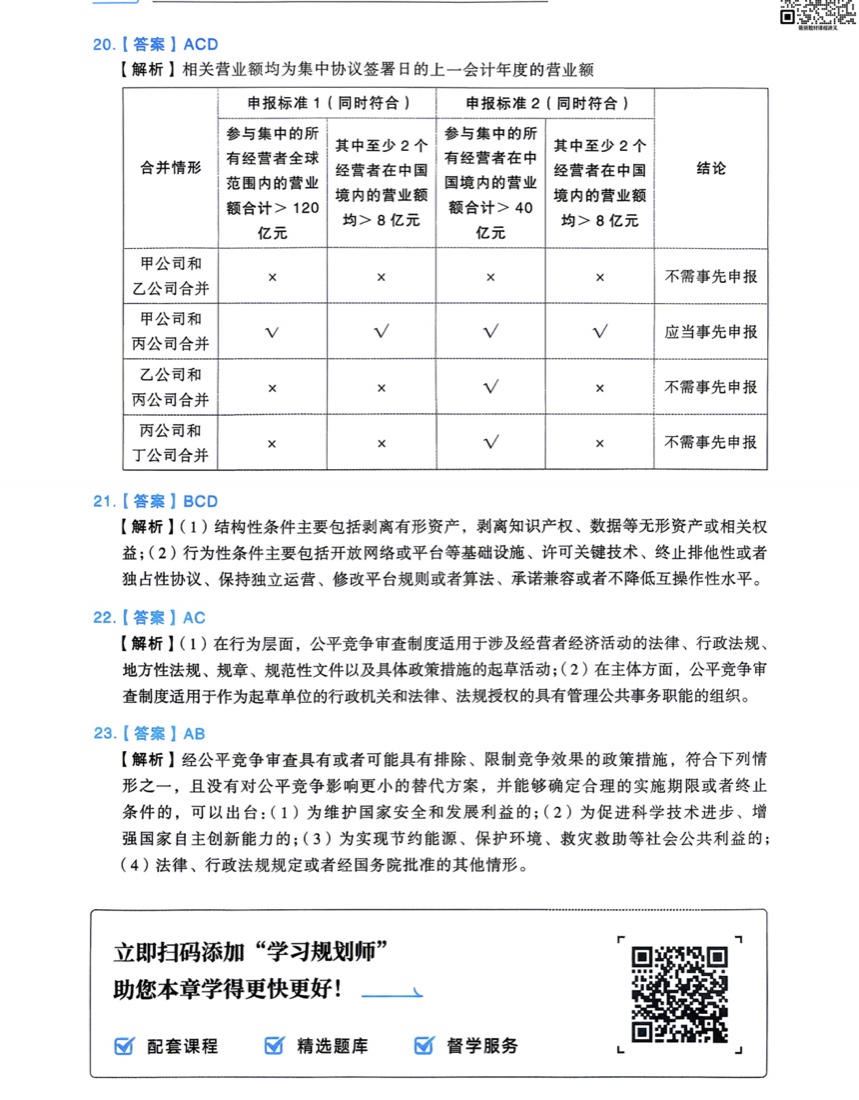 20.【答案】ACD
【解析】相关营业额均为集中协议签署日的上一会计年度的营业额
合并情形
申报标准 1（同时符合）
申报标准 2（同时符合）
结论
参与集中的所
有经营者全球
范围内的营业
额合计＞ 120
亿元
其中至少 2 个
经营者在中国
境内的营业额
均＞ 8 亿元
参与集中的所
有经营者在中
国境内的营业
额合计＞ 40
亿元
其中至少 2 个
经营者在中国
境内的营业额
均＞ 8 亿元
甲公司和
乙公司合并
× × × × 不需事先申报
甲公司和
丙公司合并
√ √ √ √ 应当事先申报
乙公司和
丙公司合并
× × √ × 不需事先申报
丙公司和
丁公司合并
× × √ × 不需事先申报
21.【答案】BCD
【解析】（1）结构性条件主要包括剥离有形资产，剥离知识产权、数据等无形资产或相关权
益；（2）行为性条件主要包括开放网络或平台等基础设施、许可关键技术、终止排他性或者
独占性协议、保持独立运营、修改平台规则或者算法、承诺兼容或者不降低互操作性水平。
22.【答案】AC
【解析】（1）在行为层面，公平竞争审查制度适用于涉及经营者经济活动的法律、行政法规、
地方性法规、规章、规范性文件以及具体政策措施的起草活动；（2）在主体方面，公平竞争审
查制度适用于作为起草单位的行政机关和法律、法规授权的具有管理公共事务职能的组织。
23.【答案】AB
【解析】经公平竞争审查具有或者可能具有排除、限制竞争效果的政策措施，符合下列情
形之一，且没有对公平竞争影响更小的替代方案，并能够确定合理的实施期限或者终止
条件的，可以出台：（1）为维护国家安全和发展利益的；（2）为促进科学技术进步、增
强国家自主创新能力的；（3）为实现节约能源、保护环境、救灾救助等社会公共利益的；
（4）法律、行政法规规定或者经国务院批准的其他情形。
立即扫码添加“学习规划师”
助您本章学得更快更好！
配套课程 精选题库 督学服务